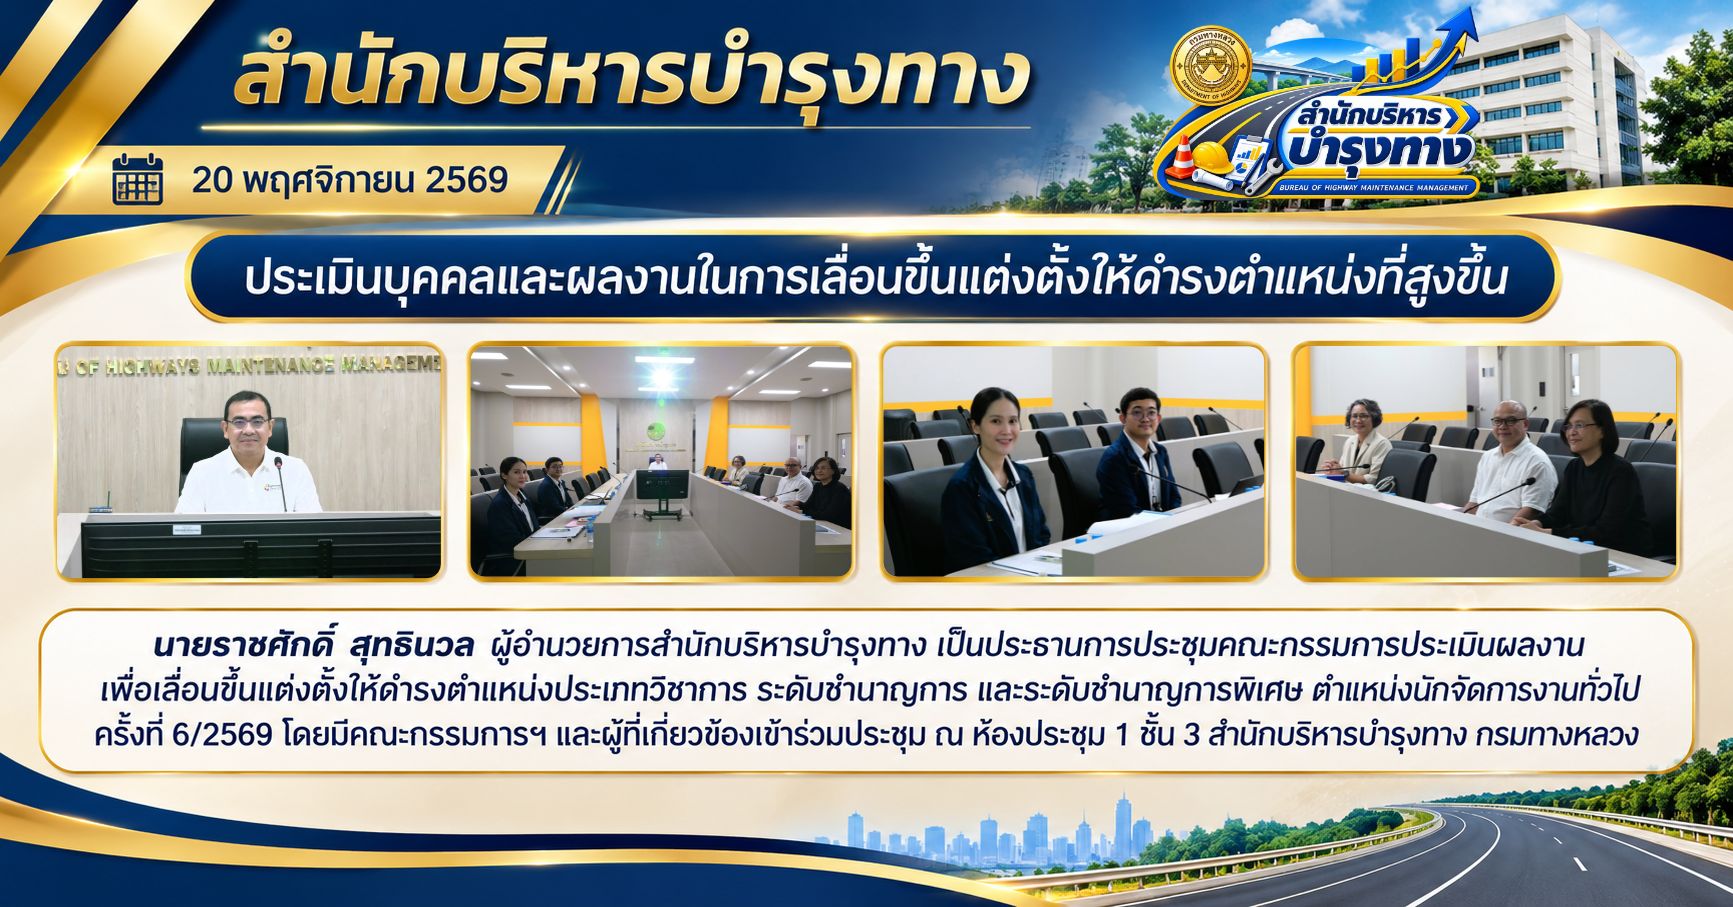 สำนักบริหารบำรุงทาง
กรมทางหลวง
DEPARTMENT OF HIGHWAYS
สำนักบริหาร
บำรุงทาง
BUREAU OF HIGHWAY MAINTENANCE MANAGEMENT
20 พฤศจิกายน 2569
ประเมินบุคคลและผลงานในการเลื่อนขึ้นแต่งตั้งให้ดำรงตำแหน่งที่สูงขึ้น
OF HIGHWAYS MAINTENANCE MANAGEME
นายราชศักดิ์ สุทธินวล ผู้อำนวยการสำนักบริหารบำรุงทาง เป็นประธานการประชุมคณะกรรมการประเมินผลงาน
เพื่อเลื่อนขึ้นแต่งตั้งให้ดำรงตำแหน่งประเภทวิชาการ ระดับชำนาญการ และระดับชำนาญการพิเศษ ตำแหน่งนักจัดการงานทั่วไป
ครั้งที่ 6/2569 โดยมีคณะกรรมการฯ และผู้ที่เกี่ยวข้องเข้าร่วมประชุม ณ ห้องประชุม 1 ชั้น 3 สำนักบริหารบำรุงทาง กรมทางหลวง